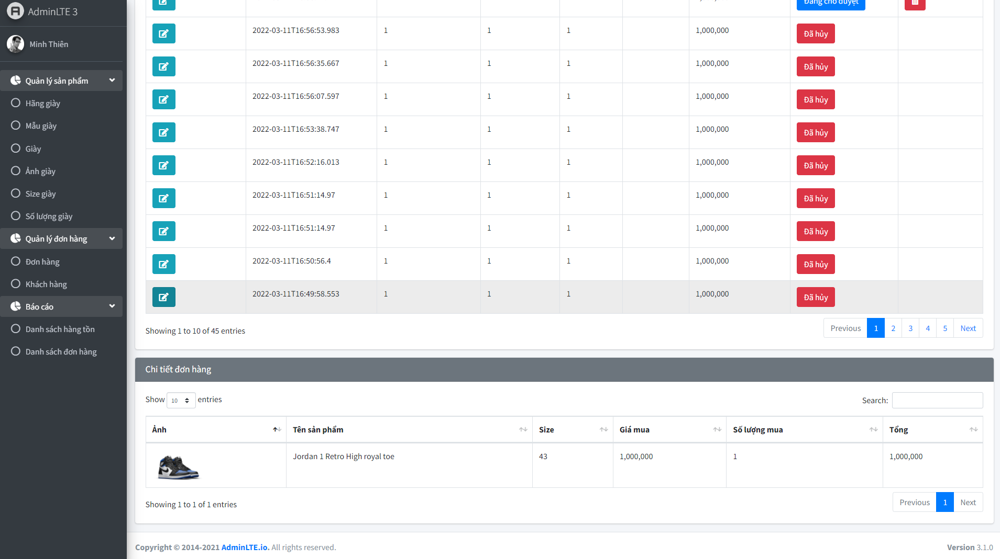 AdminLTE 3
Minh Thiên
Quản lý sản phẩm
Hãng giày
Mẫu giày
Giày
Ảnh giày
Size giày
Số lượng giày
Quản lý đơn hàng
Đơn hàng
Khách hàng
Báo cáo
Danh sách hàng tồn
Danh sách đơn hàng
Đang chờ duyệt
2022-03-11T16:56:53.983 1 1 1 1,000,000 Đã hủy
2022-03-11T16:56:35.667 1 1 1 1,000,000 Đã hủy
2022-03-11T16:56:07.597 1 1 1 1,000,000 Đã hủy
2022-03-11T16:53:38.747 1 1 1 1,000,000 Đã hủy
2022-03-11T16:52:16.013 1 1 1 1,000,000 Đã hủy
2022-03-11T16:51:14.97 1 1 1 1,000,000 Đã hủy
2022-03-11T16:51:14.97 1 1 1 1,000,000 Đã hủy
2022-03-11T16:50:56.4 1 1 1 1,000,000 Đã hủy
2022-03-11T16:49:58.553 1 1 1 1,000,000 Đã hủy
Showing 1 to 10 of 45 entries
Previous 1 2 3 4 5 Next
Chi tiết đơn hàng
Show 10 entries
Search:
Ảnh Tên sản phẩm Size Giá mua Số lượng mua Tổng
Jordan 1 Retro High royal toe 43 1,000,000 1 1,000,000
Showing 1 to 1 of 1 entries
Previous 1 Next
Copyright © 2014-2021 AdminLTE.io. All rights reserved.
Version 3.1.0